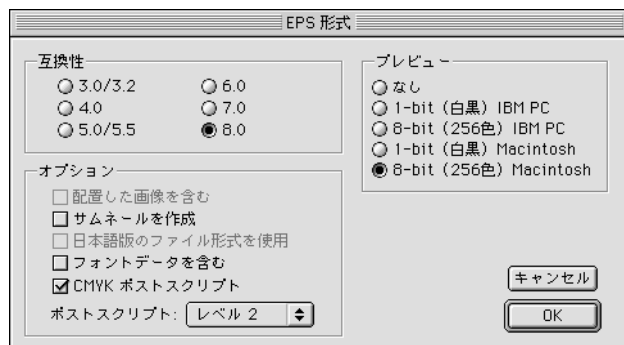 EPS 形式
互換性
3.0/3.2
6.0
4.0
7.0
5.0/5.5
8.0
オプション
配置した画像を含む
サムネールを作成
日本語版のファイル形式を使用
フォントデータを含む
CMYK ポストスクリプト
ポストスクリプト: レベル 2
プレビュー
なし
1-bit (白黒) IBM PC
8-bit (256色) IBM PC
1-bit (白黒) Macintosh
8-bit (256色) Macintosh
キャンセル
OK